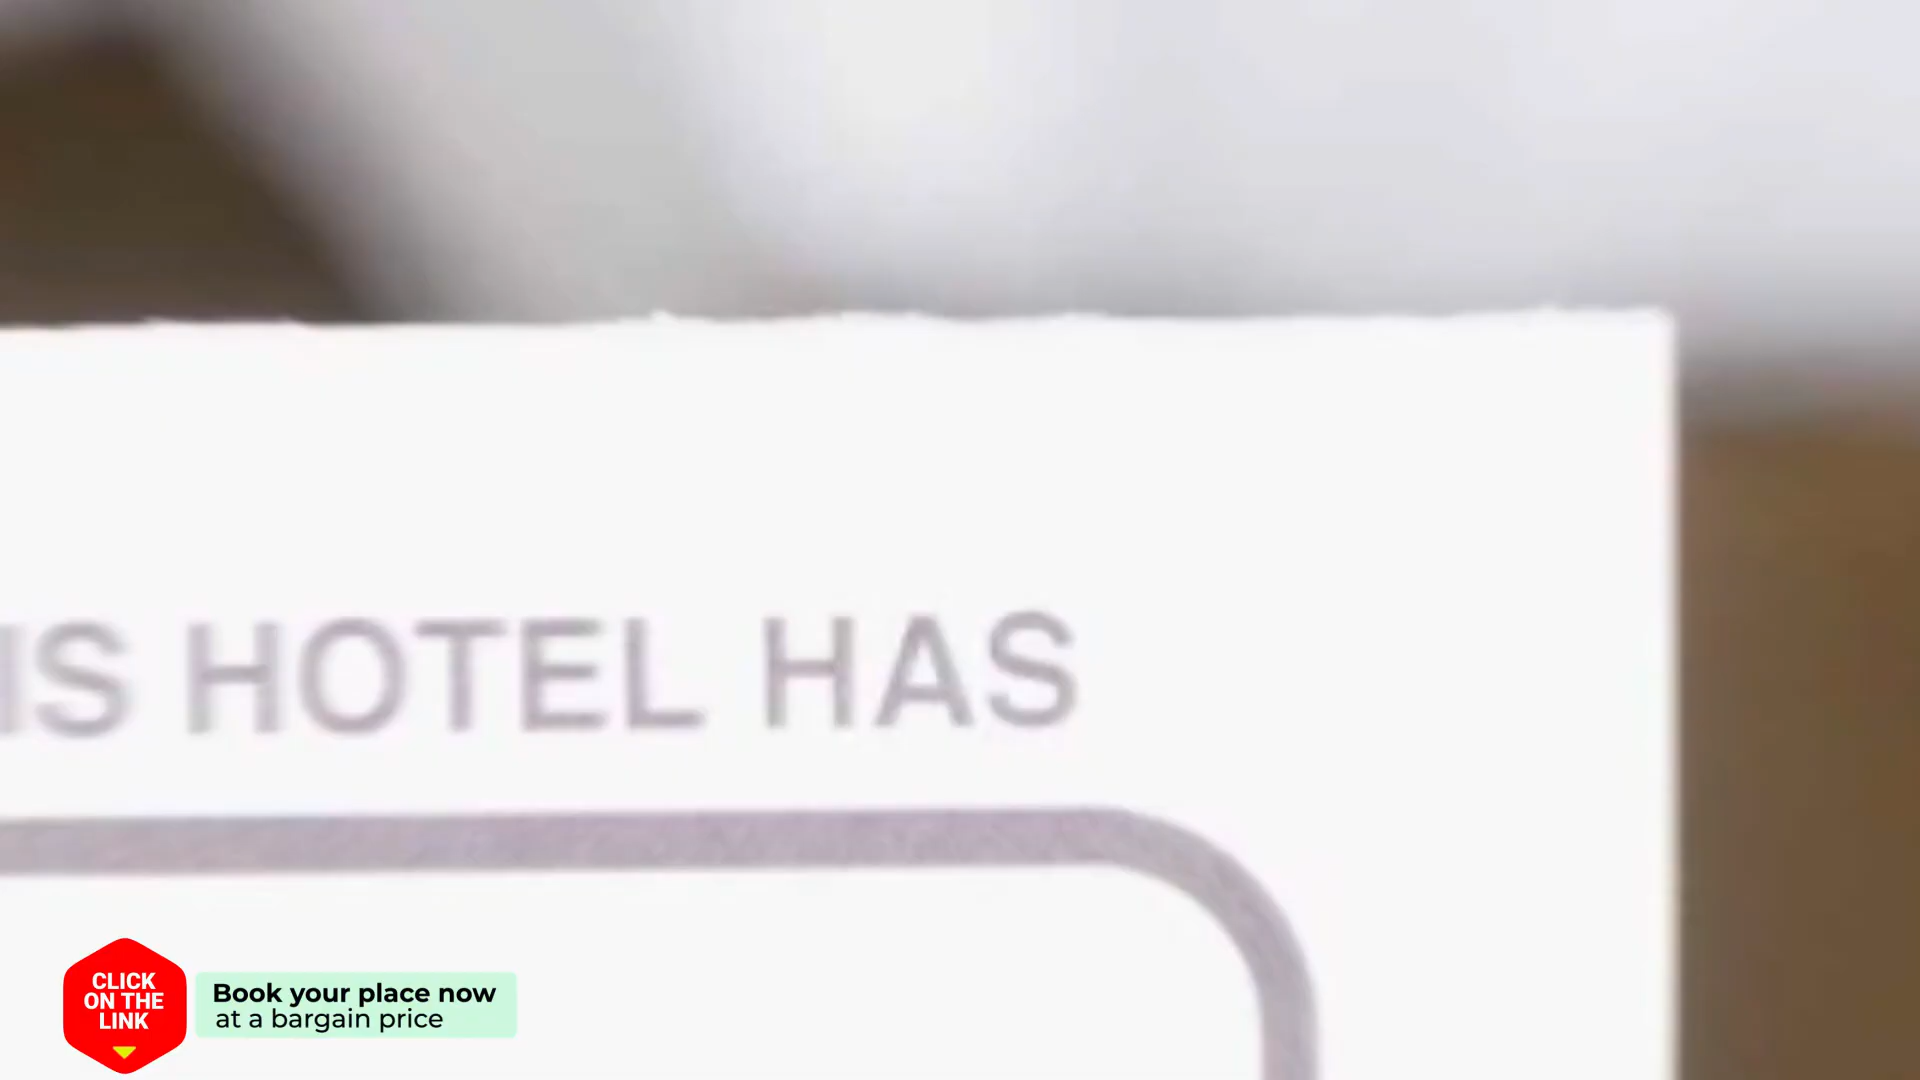 IS HOTEL HAS
CLICK
ON THE
LINK
Book your place now
at a bargain price